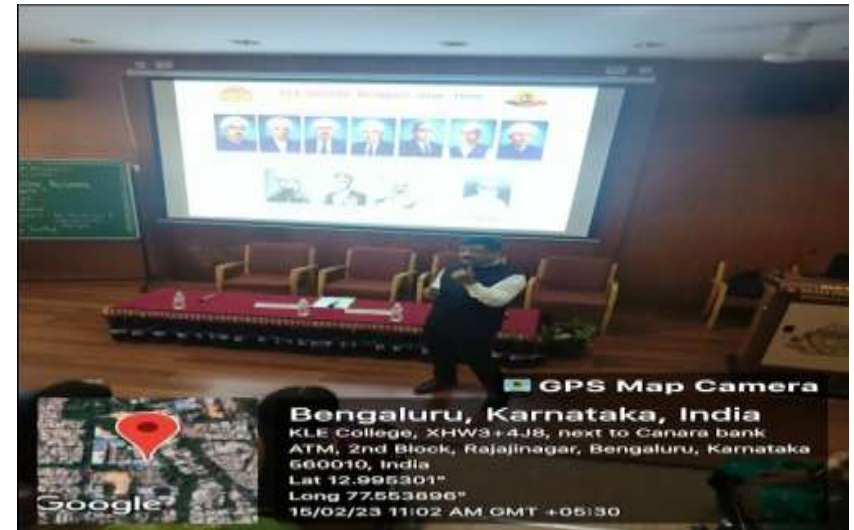 GPS Map Camera
Bengaluru, Karnataka, India
KLE College, XHW3+4J8, next to Canara bank
ATM, 2nd Block, Rajajinagar, Bengaluru, Karnataka
560010, India
Lat 12.995301°
Long 77.553896°
15/02/23 11:02 AM GMT +05:30
Google